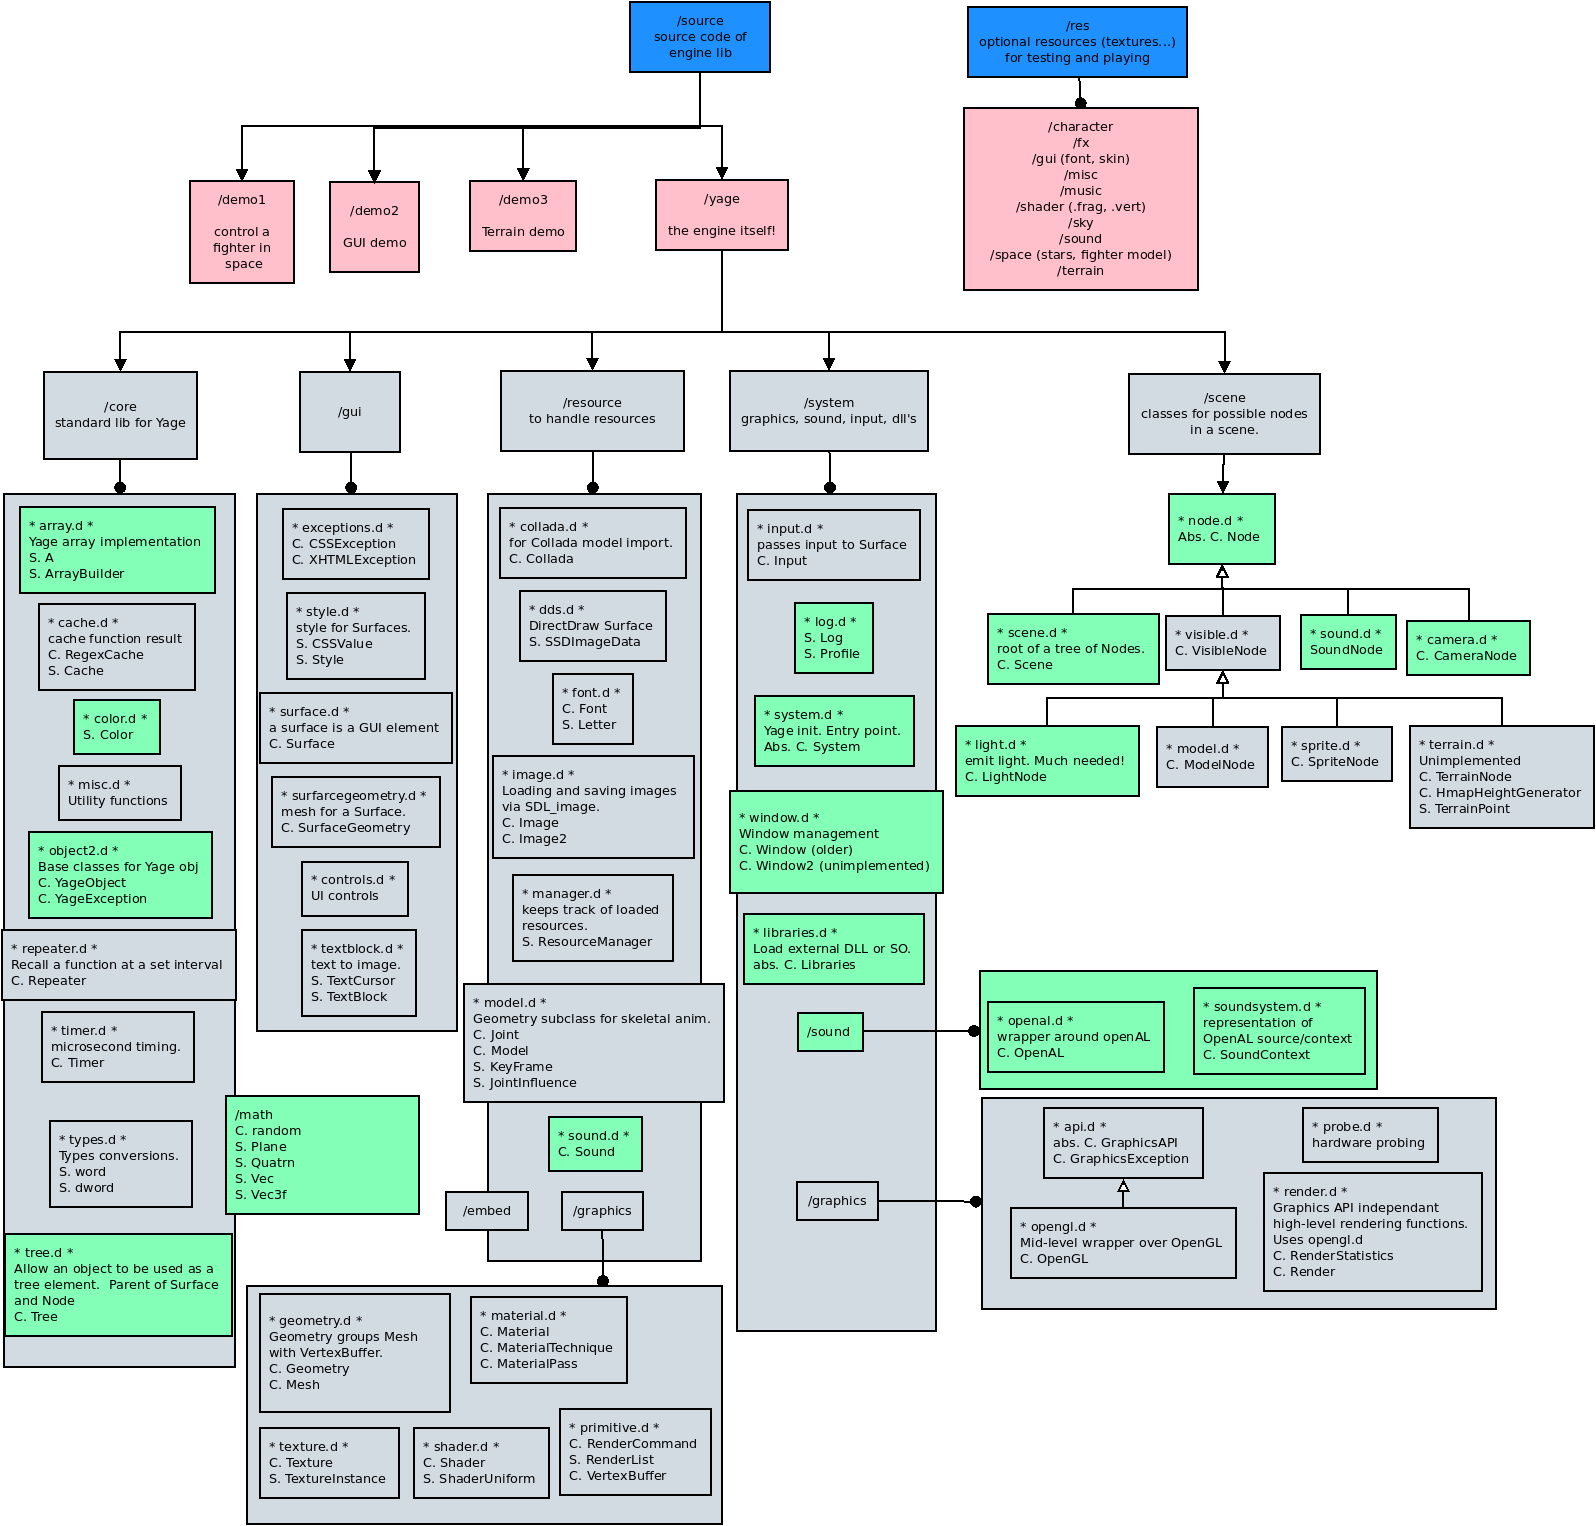 /source
source code of
engine lib
/res
optional resources (textures...)
for testing and playing
/character
/fx
/gui (font, skin)
/misc
/music
/shader (.frag, .vert)
/sky
/sound
/space (stars, fighter model)
/terrain
/demo1
control a
fighter in
space
/demo2
GUI demo
/demo3
Terrain demo
/yage
the engine itself!
/core
standard lib for Yage
/gui
/resource
to handle resources
/system
graphics, sound, input, dll's
/scene
classes for possible nodes
in a scene.
* array.d *
Yage array implementation
S. A
S. ArrayBuilder
* cache.d *
cache function result
C. RegexCache
S. Cache
* color.d *
S. Color
* misc.d *
Utility functions
* object2.d *
Base classes for Yage obj
C. YageObject
C. YageException
* repeater.d *
Recall a function at a set interval
C. Repeater
* timer.d *
microsecond timing.
C. Timer
* types.d *
Types conversions.
S. word
S. dword
* tree.d *
Allow an object to be used as a
tree element.  Parent of Surface
and Node
C. Tree
/math
C. random
S. Plane
S. Quatrn
S. Vec
S. Vec3f
* exceptions.d *
C. CSSException
C. XHTMLException
* style.d *
style for Surfaces.
S. CSSValue
S. Style
* surface.d *
a surface is a GUI element
C. Surface
* surfarcegeometry.d *
mesh for a Surface.
C. SurfaceGeometry
* controls.d *
UI controls
* textblock.d *
text to image.
S. TextCursor
S. TextBlock
* collada.d *
for Collada model import.
C. Collada
* dds.d *
DirectDraw Surface
S. SSDImageData
* font.d *
C. Font
S. Letter
* image.d *
Loading and saving images
via SDL_image.
C. Image
C. Image2
* manager.d *
keeps track of loaded
resources.
S. ResourceManager
* model.d *
Geometry subclass for skeletal anim.
C. Joint
C. Model
S. KeyFrame
S. JointInfluence
* sound.d *
C. Sound
/embed
/graphics
* geometry.d *
Geometry groups Mesh
with VertexBuffer.
C. Geometry
C. Mesh
* material.d *
C. Material
C. MaterialTechnique
C. MaterialPass
* texture.d *
C. Texture
S. TextureInstance
* shader.d *
C. Shader
S. ShaderUniform
* primitive.d *
C. RenderCommand
S. RenderList
C. VertexBuffer
* input.d *
passes input to Surface
C. Input
* log.d *
S. Log
S. Profile
* system.d *
Yage init. Entry point.
Abs. C. System
* window.d *
Window management
C. Window (older)
C. Window2 (unimplemented)
* libraries.d *
Load external DLL or SO.
abs. C. Libraries
/sound
/graphics
* openal.d *
wrapper around openAL
C. OpenAL
* soundsystem.d *
representation of
OpenAL source/context
C. SoundContext
* api.d *
abs. C. GraphicsAPI
C. GraphicsException
* probe.d *
hardware probing
* opengl.d *
Mid-level wrapper over OpenGL
C. OpenGL
* render.d *
Graphics API independant
high-level rendering functions.
Uses opengl.d
C. RenderStatistics
C. Render
* node.d *
Abs. C. Node
* scene.d *
root of a tree of Nodes.
C. Scene
* visible.d *
C. VisibleNode
* sound.d *
SoundNode
* camera.d *
C. CameraNode
* light.d *
emit light. Much needed!
C. LightNode
* model.d *
C. ModelNode
* sprite.d *
C. SpriteNode
* terrain.d *
Unimplemented
C. TerrainNode
C. HmapHeightGenerator
S. TerrainPoint